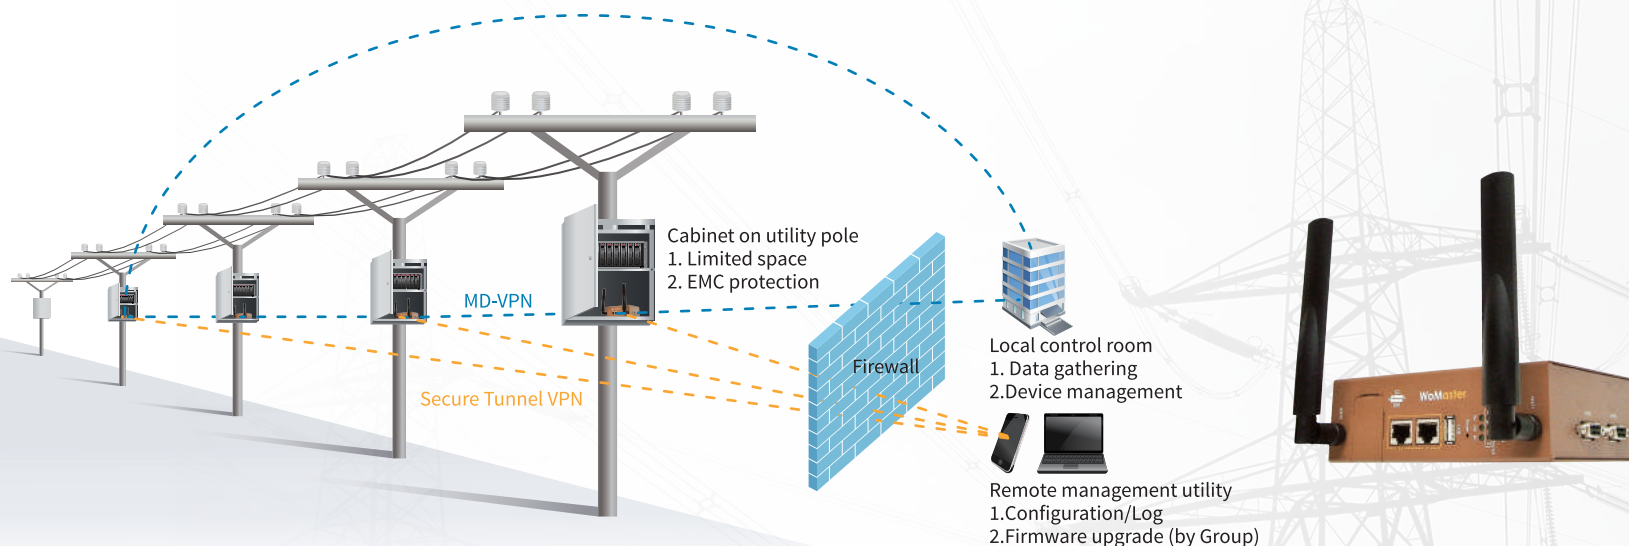 Cabinet on utility pole
1. Limited space
2. EMC protection
MD-VPN
Secure Tunnel VPN
Firewall
Local control room
1. Data gathering
2.Device management
Remote management utility
1.Configuration/Log
2.Firmware upgrade (by Group)
WoMaster